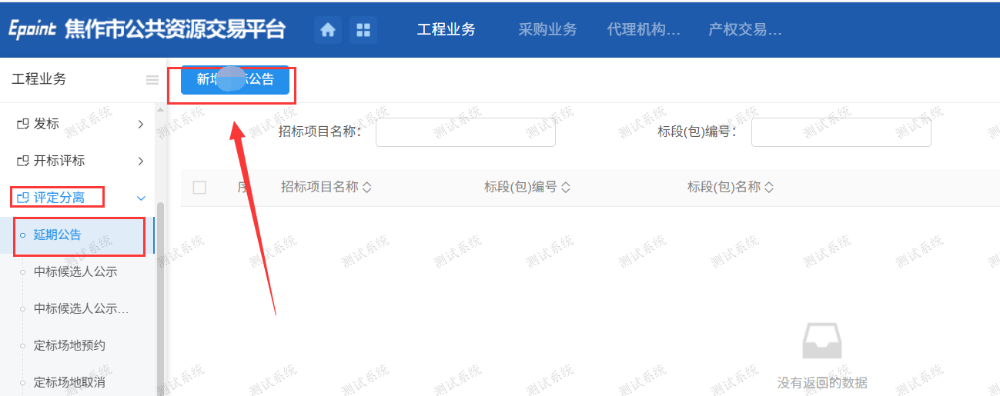 Epoint 焦作市公共资源交易平台
工程业务
采购业务
代理机构...
产权交易...
工程业务
发标
开标评标
评定分离
延期公告
中标候选人公示
中标候选人公示...
定标场地预约
定标场地取消
新增 公告
招标项目名称：
标段(包)编号：
序
招标项目名称
标段(包)编号
标段(包)名称
没有返回的数据
测试系统